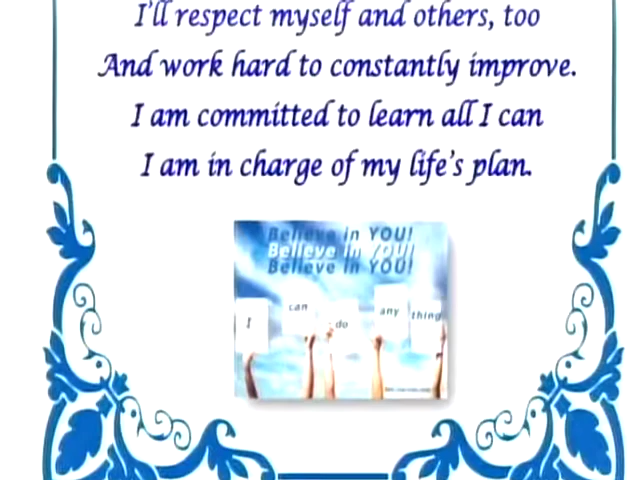 I'll respect myself and others, too
And work hard to constantly improve.
I am committed to learn all I can
I am in charge of my life's plan.
Believe in YOU!
Believe in YOU!
Believe in YOU!
I can do any thing